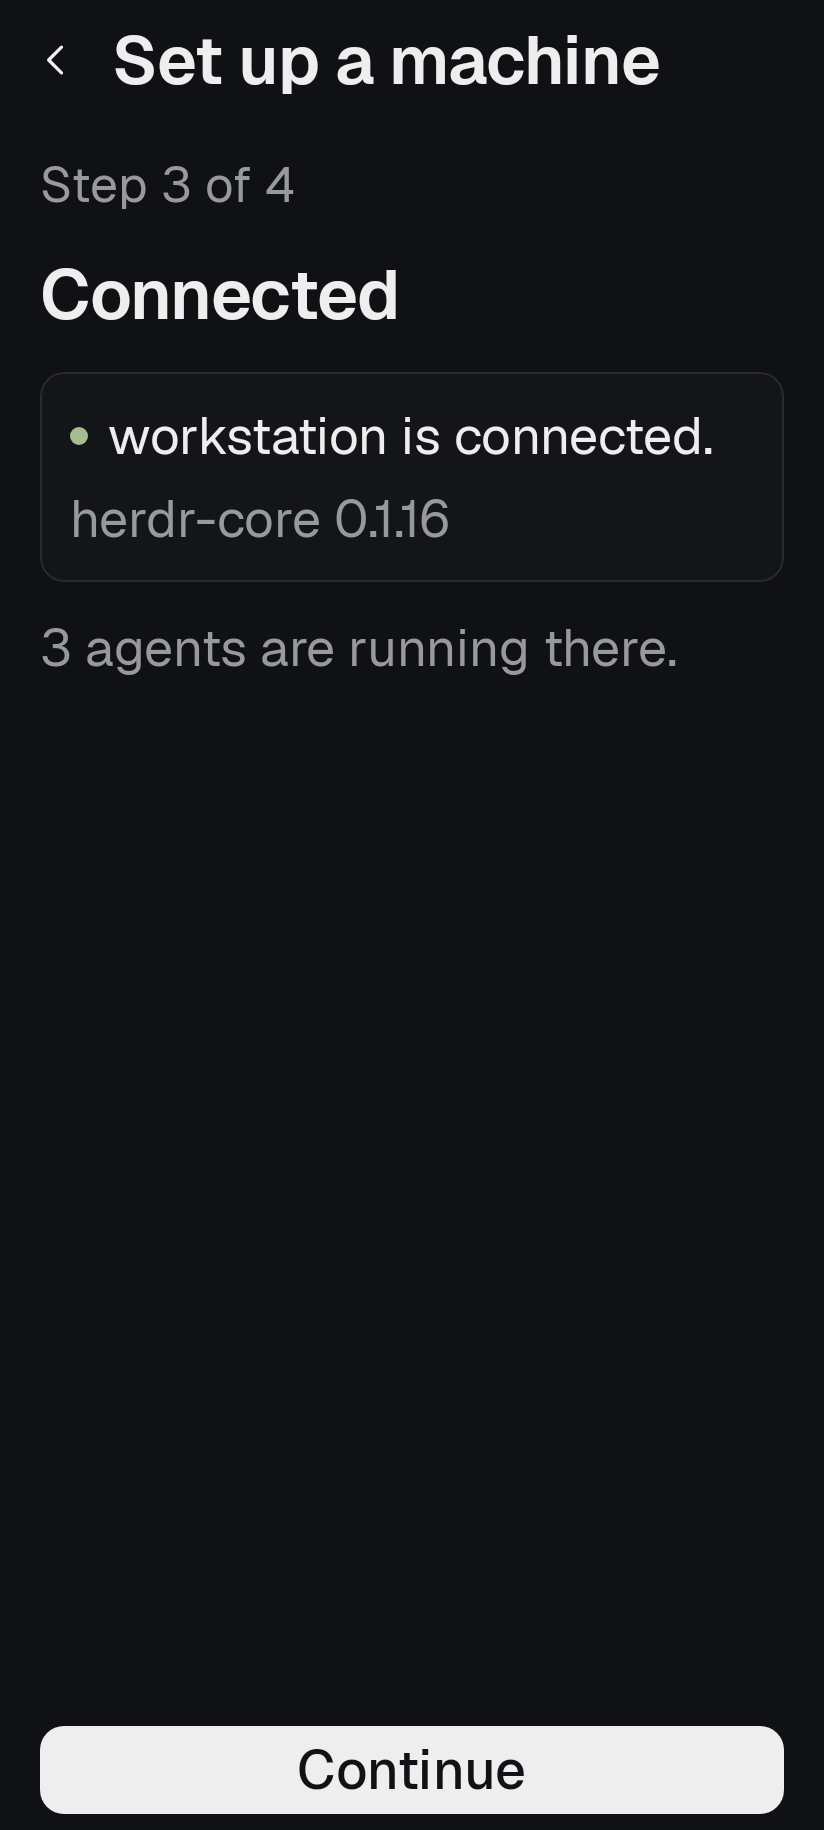 Set up a machine
Step 3 of 4
Connected
workstation is connected.
herdr-core 0.1.16
3 agents are running there.
Continue